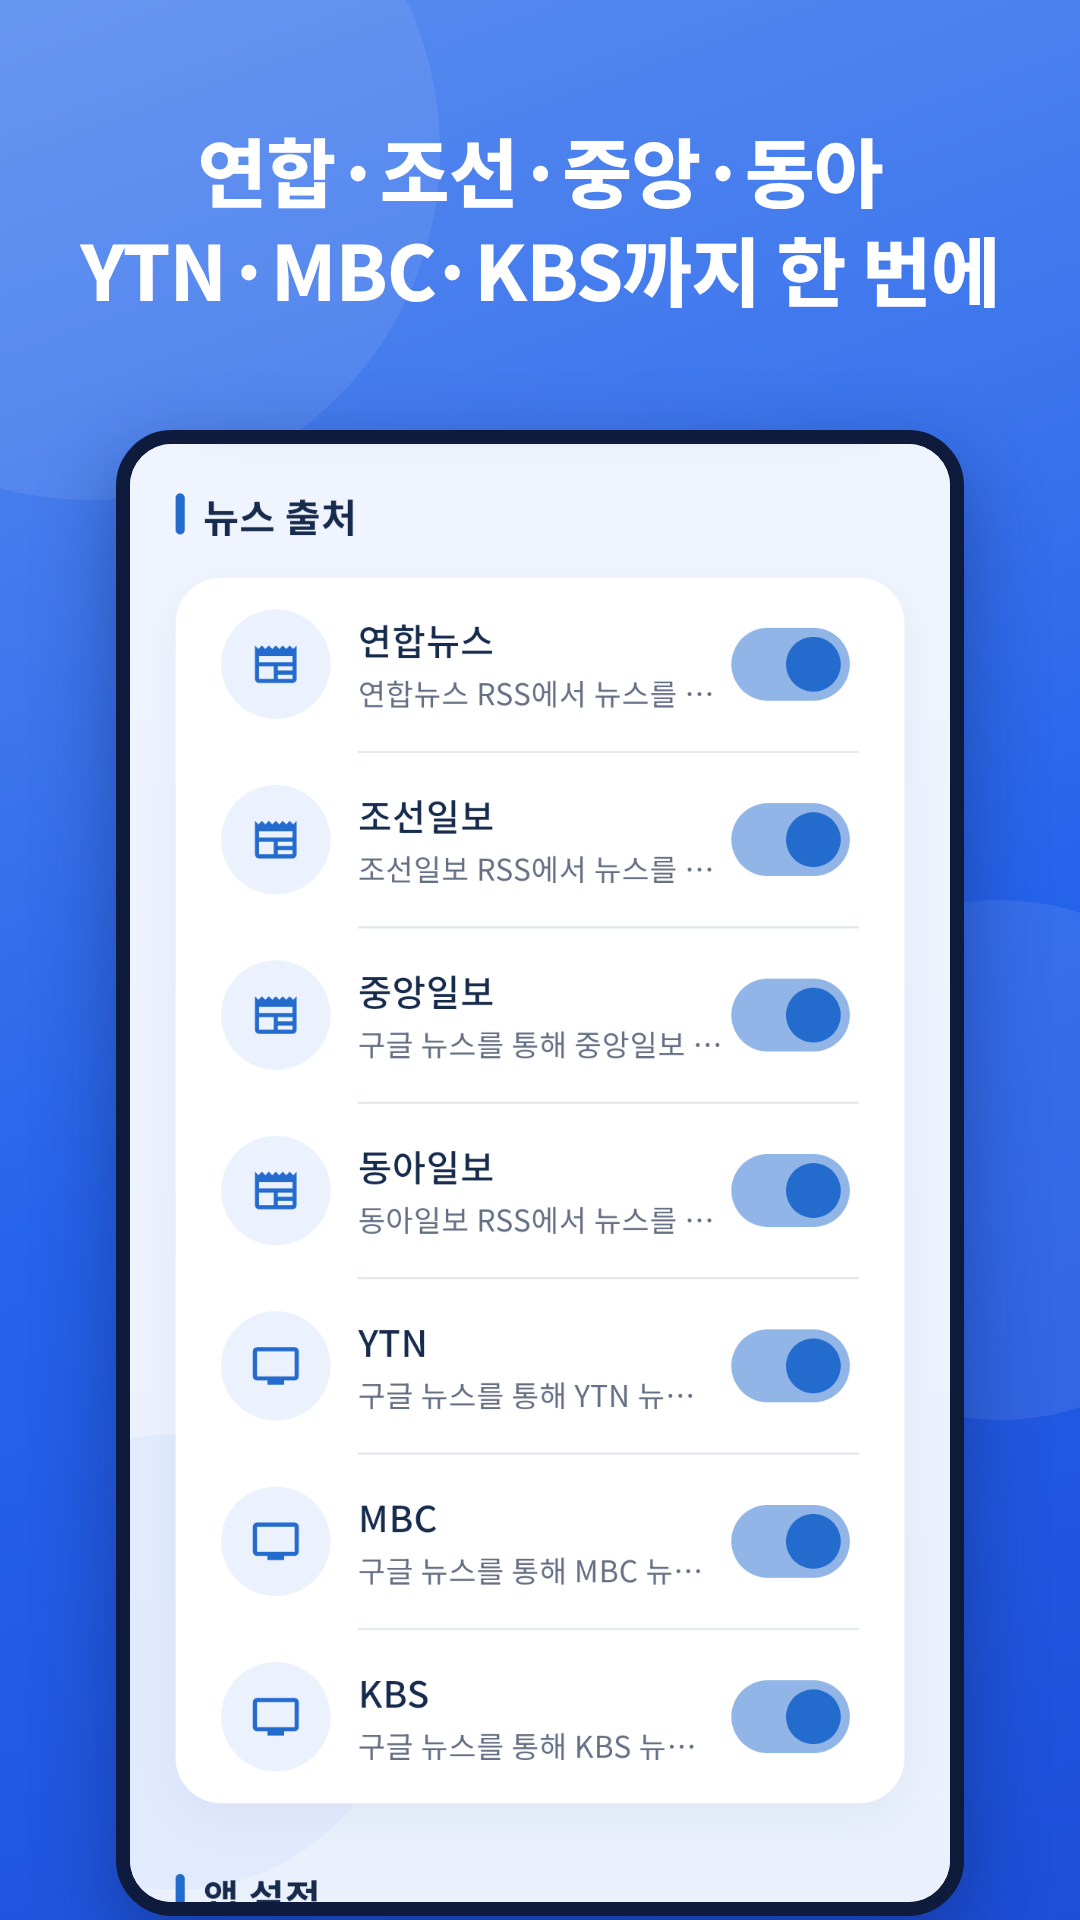 연합·조선·중앙·동아
YTN·MBC·KBS까지 한 번에
뉴스 출처
연합뉴스
연합뉴스 RSS에서 뉴스를 …
조선일보
조선일보 RSS에서 뉴스를 …
중앙일보
구글 뉴스를 통해 중앙일보 …
동아일보
동아일보 RSS에서 뉴스를 …
YTN
구글 뉴스를 통해 YTN 뉴…
MBC
구글 뉴스를 통해 MBC 뉴…
KBS
구글 뉴스를 통해 KBS 뉴…
앱 설정